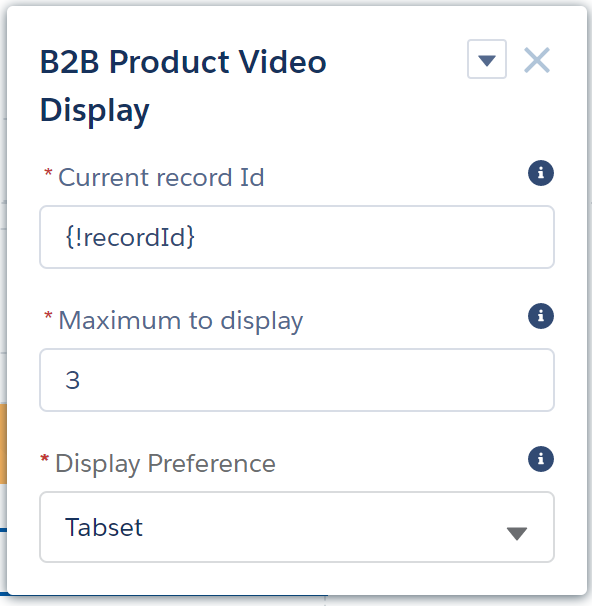 B2B Product Video
Display
* Current record Id
{!recordId}
* Maximum to display
3
* Display Preference
Tabset